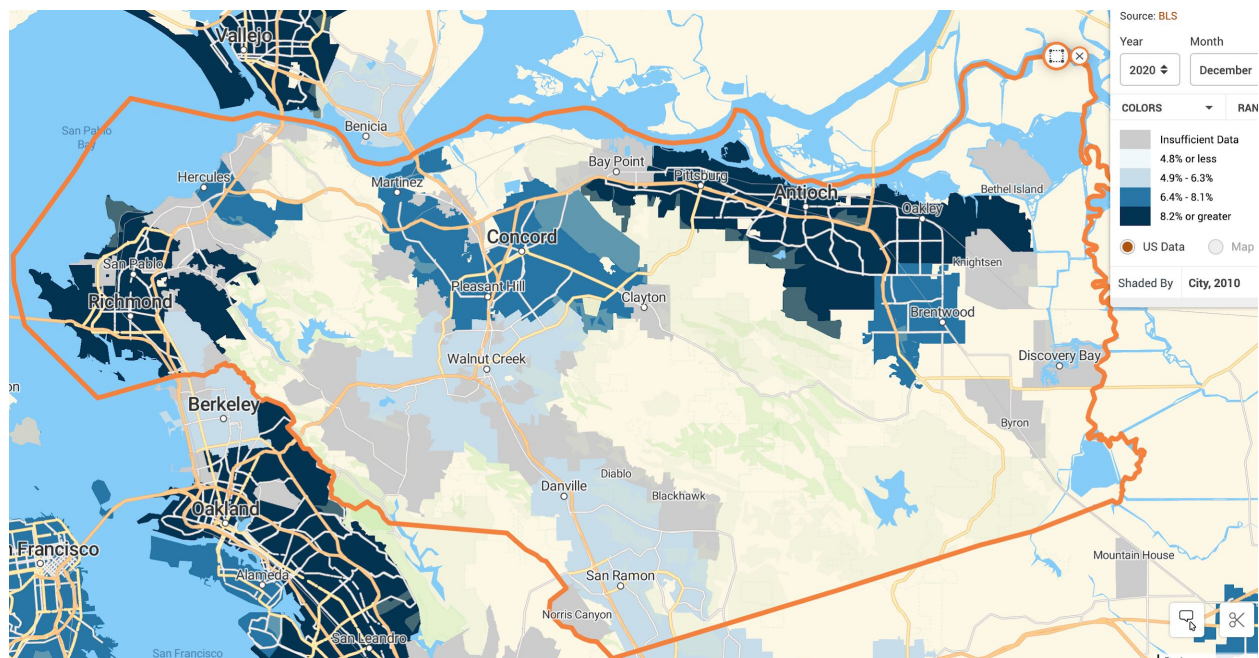 Source: BLS
Year Month
2020 December
COLORS RAN
Insufficient Data
4.8% or less
4.9% - 6.3%
6.4% - 8.1%
8.2% or greater
US Data Map
Shaded By City, 2010
Vallejo
San Pablo
Bay
Benicia
Hercules
Martinez
Bay Point
Pittsburg
Antioch
Bethel Island
Oakley
Concord
San Pablo
Richmond
Pleasant Hill
Clayton
Knightsen
Brentwood
Walnut Creek
Discovery Bay
on
Berkeley
Byron
Diablo
Danville
Blackhawk
Oakland
n Francisco
Alameda
San Ramon
Mountain House
Norris Canyon
San Leandro
San Francisco